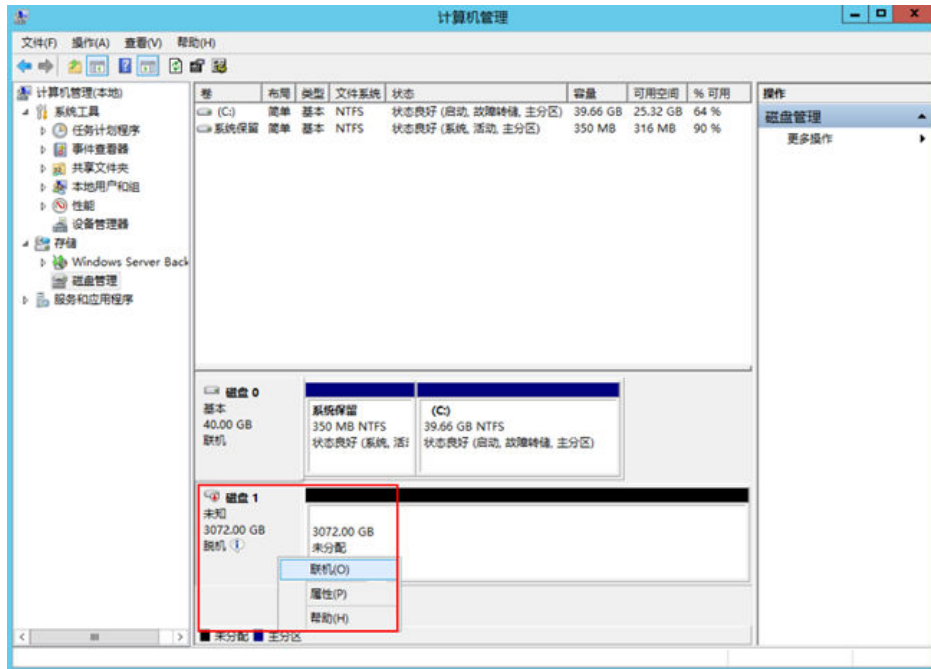 计算机管理
文件(F) 操作(A) 查看(V) 帮助(H)
计算机管理(本地)
系统工具
任务计划程序
事件查看器
共享文件夹
本地用户和组
性能
设备管理器
存储
Windows Server Back
磁盘管理
服务和应用程序
卷 布局 类型 文件系统 状态 容量 可用空间 % 可用
(C:) 简单 基本 NTFS 状态良好 (启动, 故障转储, 主分区) 39.66 GB 25.32 GB 64 %
系统保留 简单 基本 NTFS 状态良好 (系统, 活动, 主分区) 350 MB 316 MB 90 %
操作
磁盘管理
更多操作
磁盘 0
基本
40.00 GB
联机
系统保留
350 MB NTFS
状态良好 (系统, 活
(C:)
39.66 GB NTFS
状态良好 (启动, 故障转储, 主分区)
磁盘 1
未知
3072.00 GB
脱机
3072.00 GB
未分配
联机(O)
属性(P)
帮助(H)
未分配 主分区